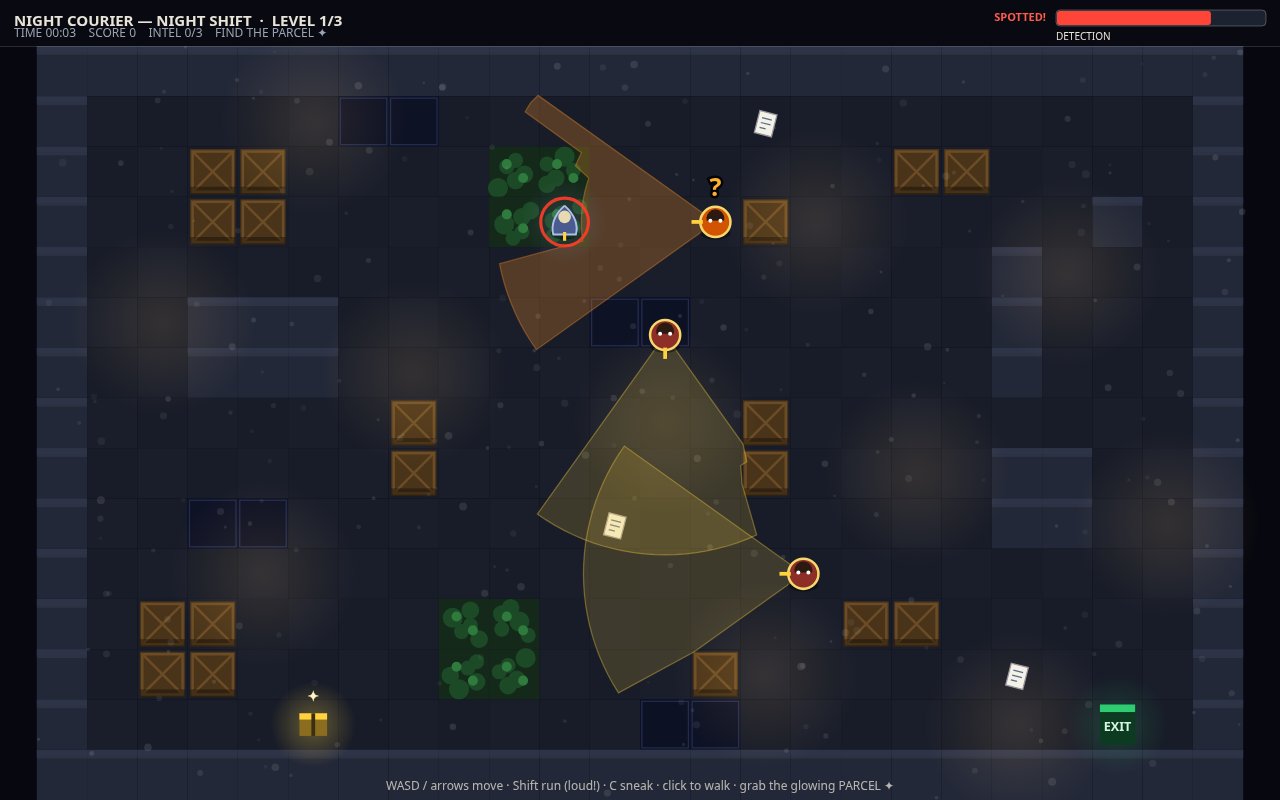 NIGHT COURIER — NIGHT SHIFT · LEVEL 1/3
TIME 00:03 SCORE 0 INTEL 0/3 FIND THE PARCEL ✦
SPOTTED!
DETECTION
?
EXIT
WASD / arrows move · Shift run (loud!) · C sneak · click to walk · grab the glowing PARCEL ✦